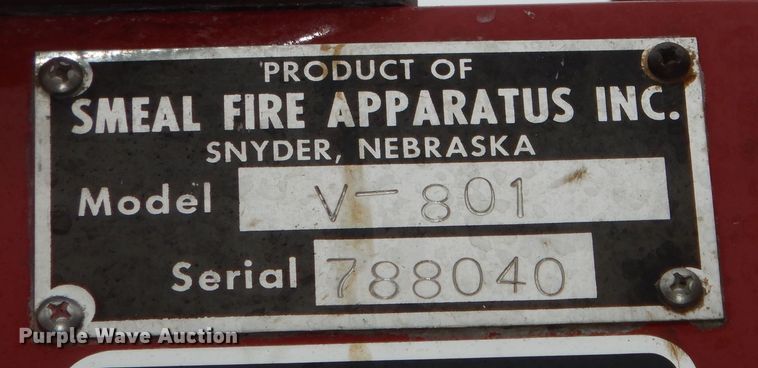 PRODUCT OF
SMEAL FIRE APPARATUS INC.
SNYDER, NEBRASKA
Model V-801
Serial 788040
Purple Wave Auction